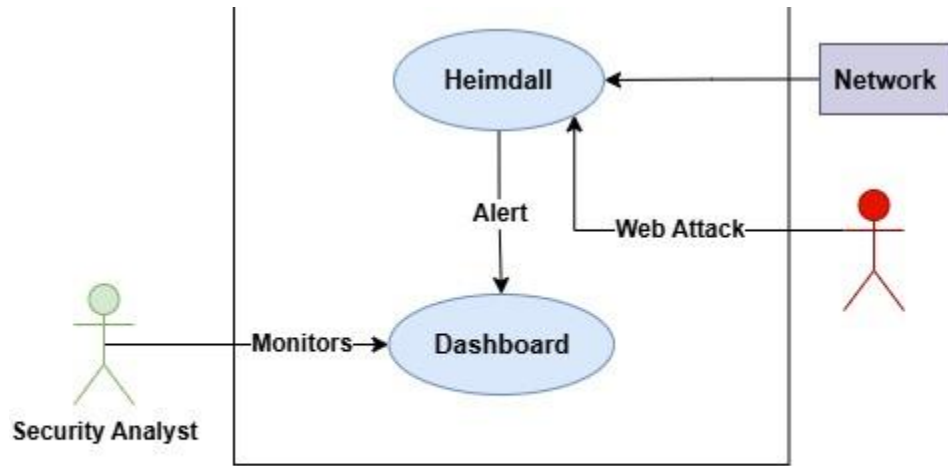 Heimdall
Network
Alert
Web Attack
Monitors
Dashboard
Security Analyst